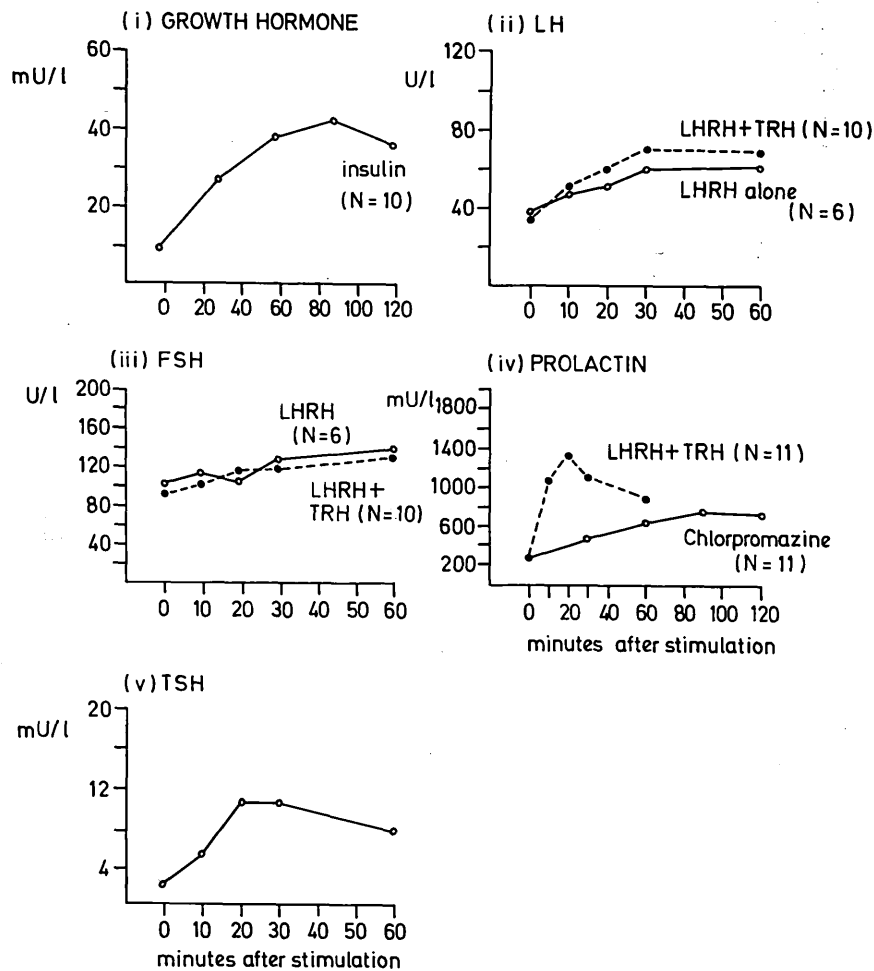 (i) GROWTH HORMONE
mU/l
60
40
20
insulin
(N=10)
0 20 40 60 80 100 120
(ii) LH
U/l
120
80
40
LHRH+TRH (N=10)
LHRH alone
(N=6)
0 10 20 30 40 50 60
(iii) FSH
U/l
200
160
120
80
40
LHRH
(N=6)
LHRH+
TRH (N=10)
0 10 20 30 40 50 60
(iv) PROLACTIN
mU/l
1800
1400
1000
600
200
LHRH+TRH (N=11)
Chlorpromazine
(N=11)
0 20 40 60 80 100 120
minutes after stimulation
(v) TSH
mU/l
20
12
4
0 10 20 30 40 50 60
minutes after stimulation